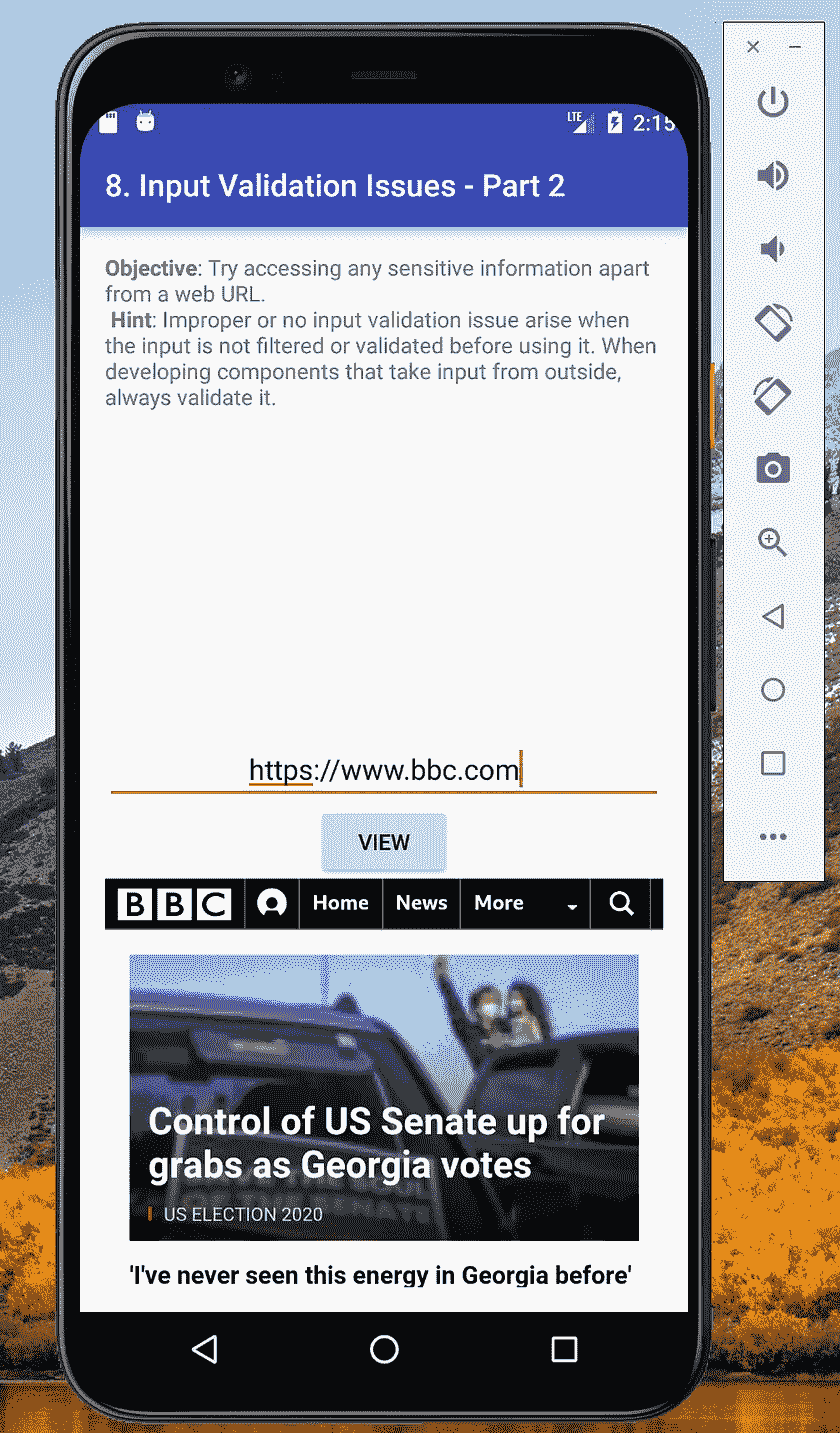 LTE 2:15
8. Input Validation Issues - Part 2
Objective: Try accessing any sensitive information apart
from a web URL.
Hint: Improper or no input validation issue arise when
the input is not filtered or validated before using it. When
developing components that take input from outside,
always validate it.
https://www.bbc.com
VIEW
BBC Home News More
Control of US Senate up for
grabs as Georgia votes
US ELECTION 2020
'I've never seen this energy in Georgia before'